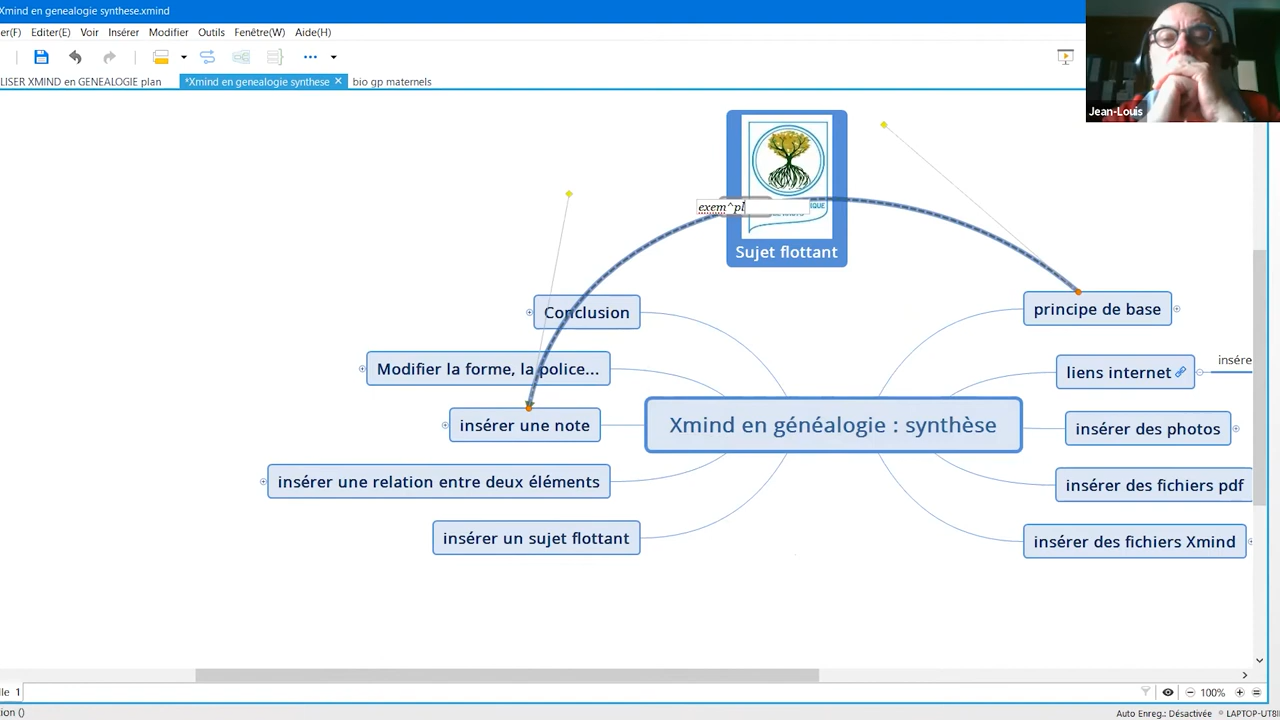 Xmind en genealogie synthese.xmind
er(F) Editer(E) Voir Insérer Modifier Outils Fenêtre(W) Aide(H)
LISER XMIND en GENEALOGIE plan *Xmind en genealogie synthese bio gp maternels
Jean-Louis
exem^pl
IQUE
Sujet flottant
Conclusion
principe de base
Modifier la forme, la police...
insére
liens internet
insérer une note
Xmind en généalogie : synthèse
insérer des photos
insérer une relation entre deux éléments
insérer des fichiers pdf
insérer un sujet flottant
insérer des fichiers Xmind
lle 1
100%
tion ()
Auto Enreg.: Désactivée LAPTOP-UT8I